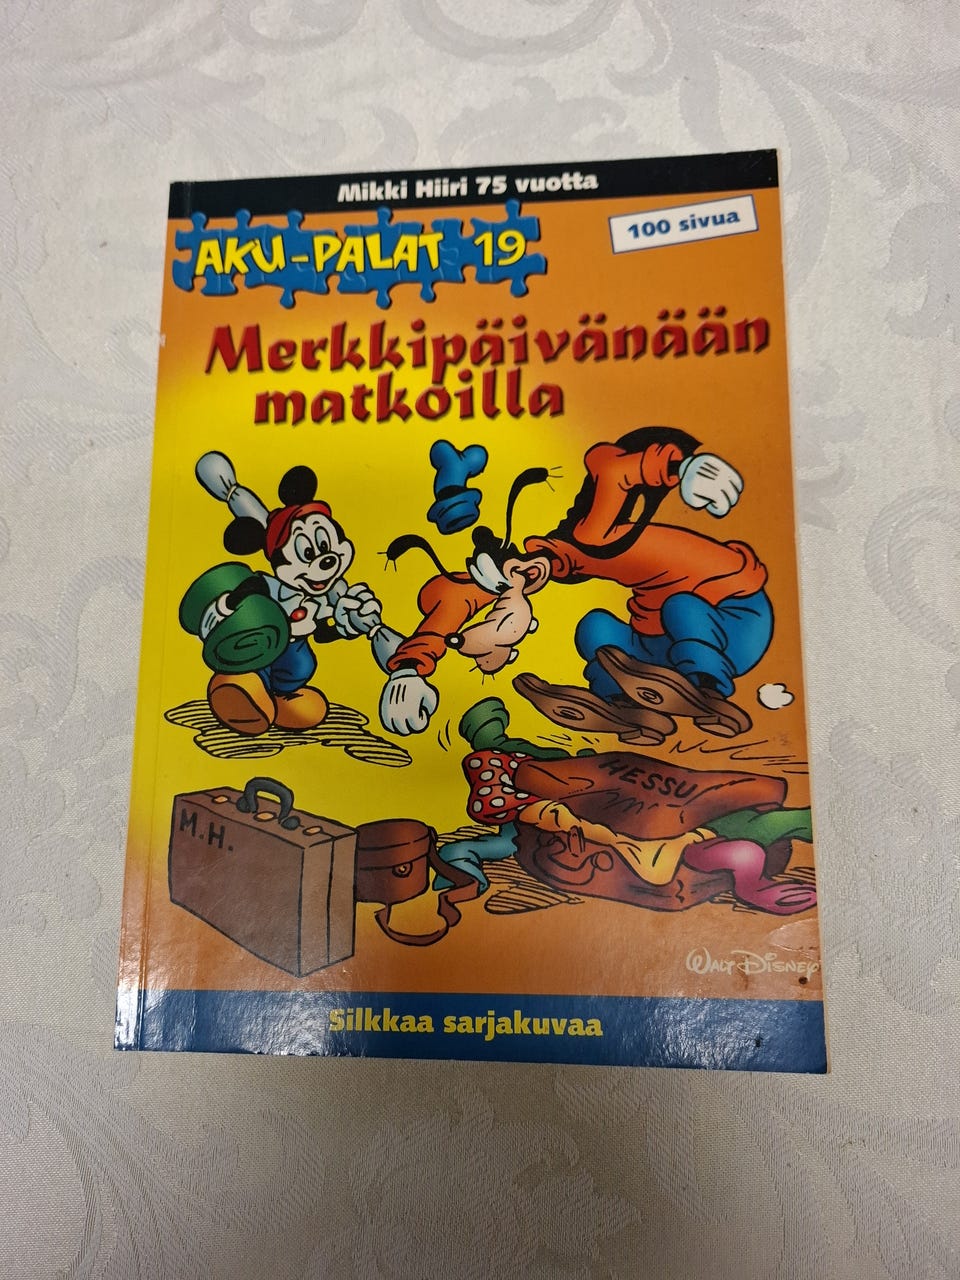 Mikki Hiiri 75 vuotta
AKU-PALAT 19
100 sivua
Merkkipäivänään
matkoilla
HESSU
M.H.
WALT DISNEY
Silkkaa sarjakuvaa